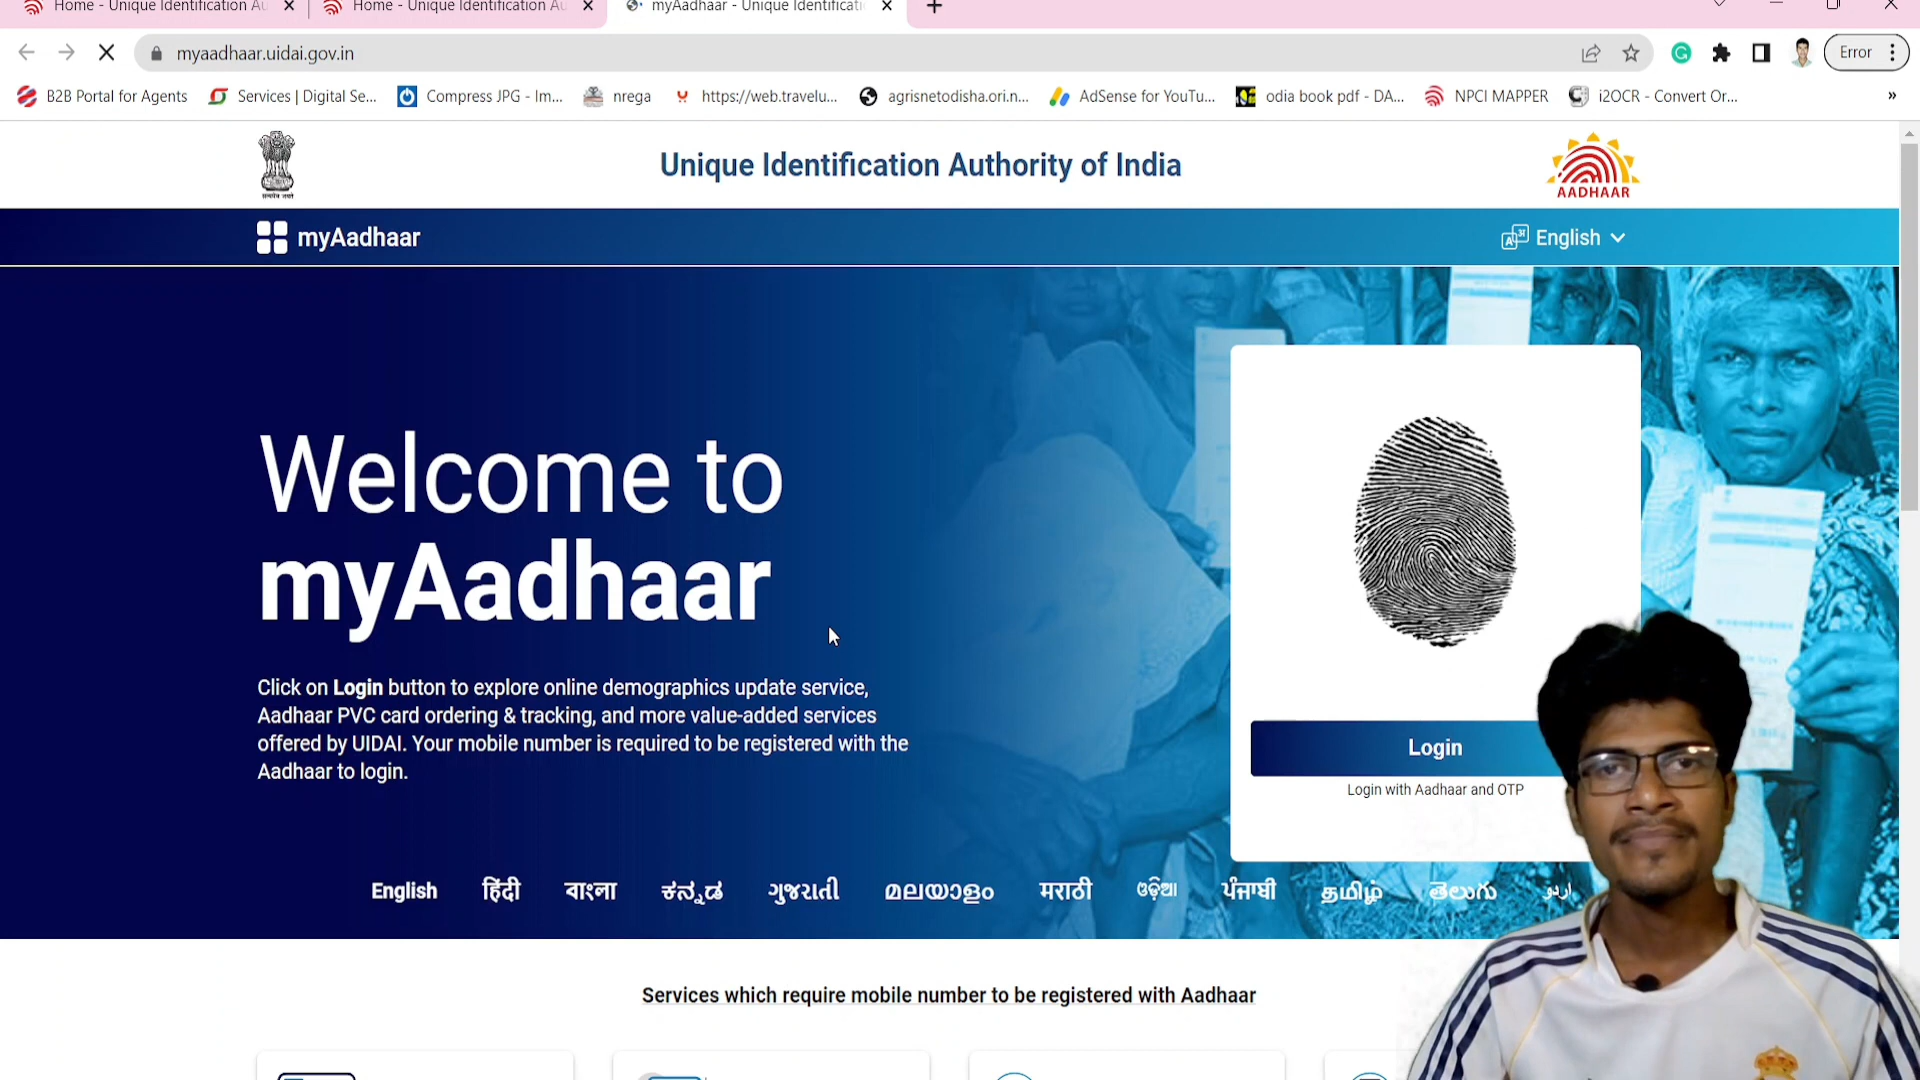 Home - Unique Identification Au
Home - Unique Identification Au
myAadhaar - Unique Identificati
myaadhaar.uidai.gov.in
Error
B2B Portal for Agents
Services | Digital Se...
Compress JPG - Im...
nrega
https://web.travelu...
agrisnetodisha.ori.n...
AdSense for YouTu...
odia book pdf - DA...
NPCI MAPPER
i2OCR - Convert Or...
»
सत्यमेव जयते
Unique Identification Authority of India
AADHAAR
myAadhaar
English
Welcome to
myAadhaar
Click on Login button to explore online demographics update service,
Aadhaar PVC card ordering & tracking, and more value-added services
offered by UIDAI. Your mobile number is required to be registered with the
Aadhaar to login.
Login
Login with Aadhaar and OTP
English हिंदी বাংলা ಕನ್ನಡ ગુજરાતી മലയാളം मराठी ଓଡ଼ିଆ ਪੰਜਾਬੀ தமிழ் తెలుగు اردو
Services which require mobile number to be registered with Aadhaar